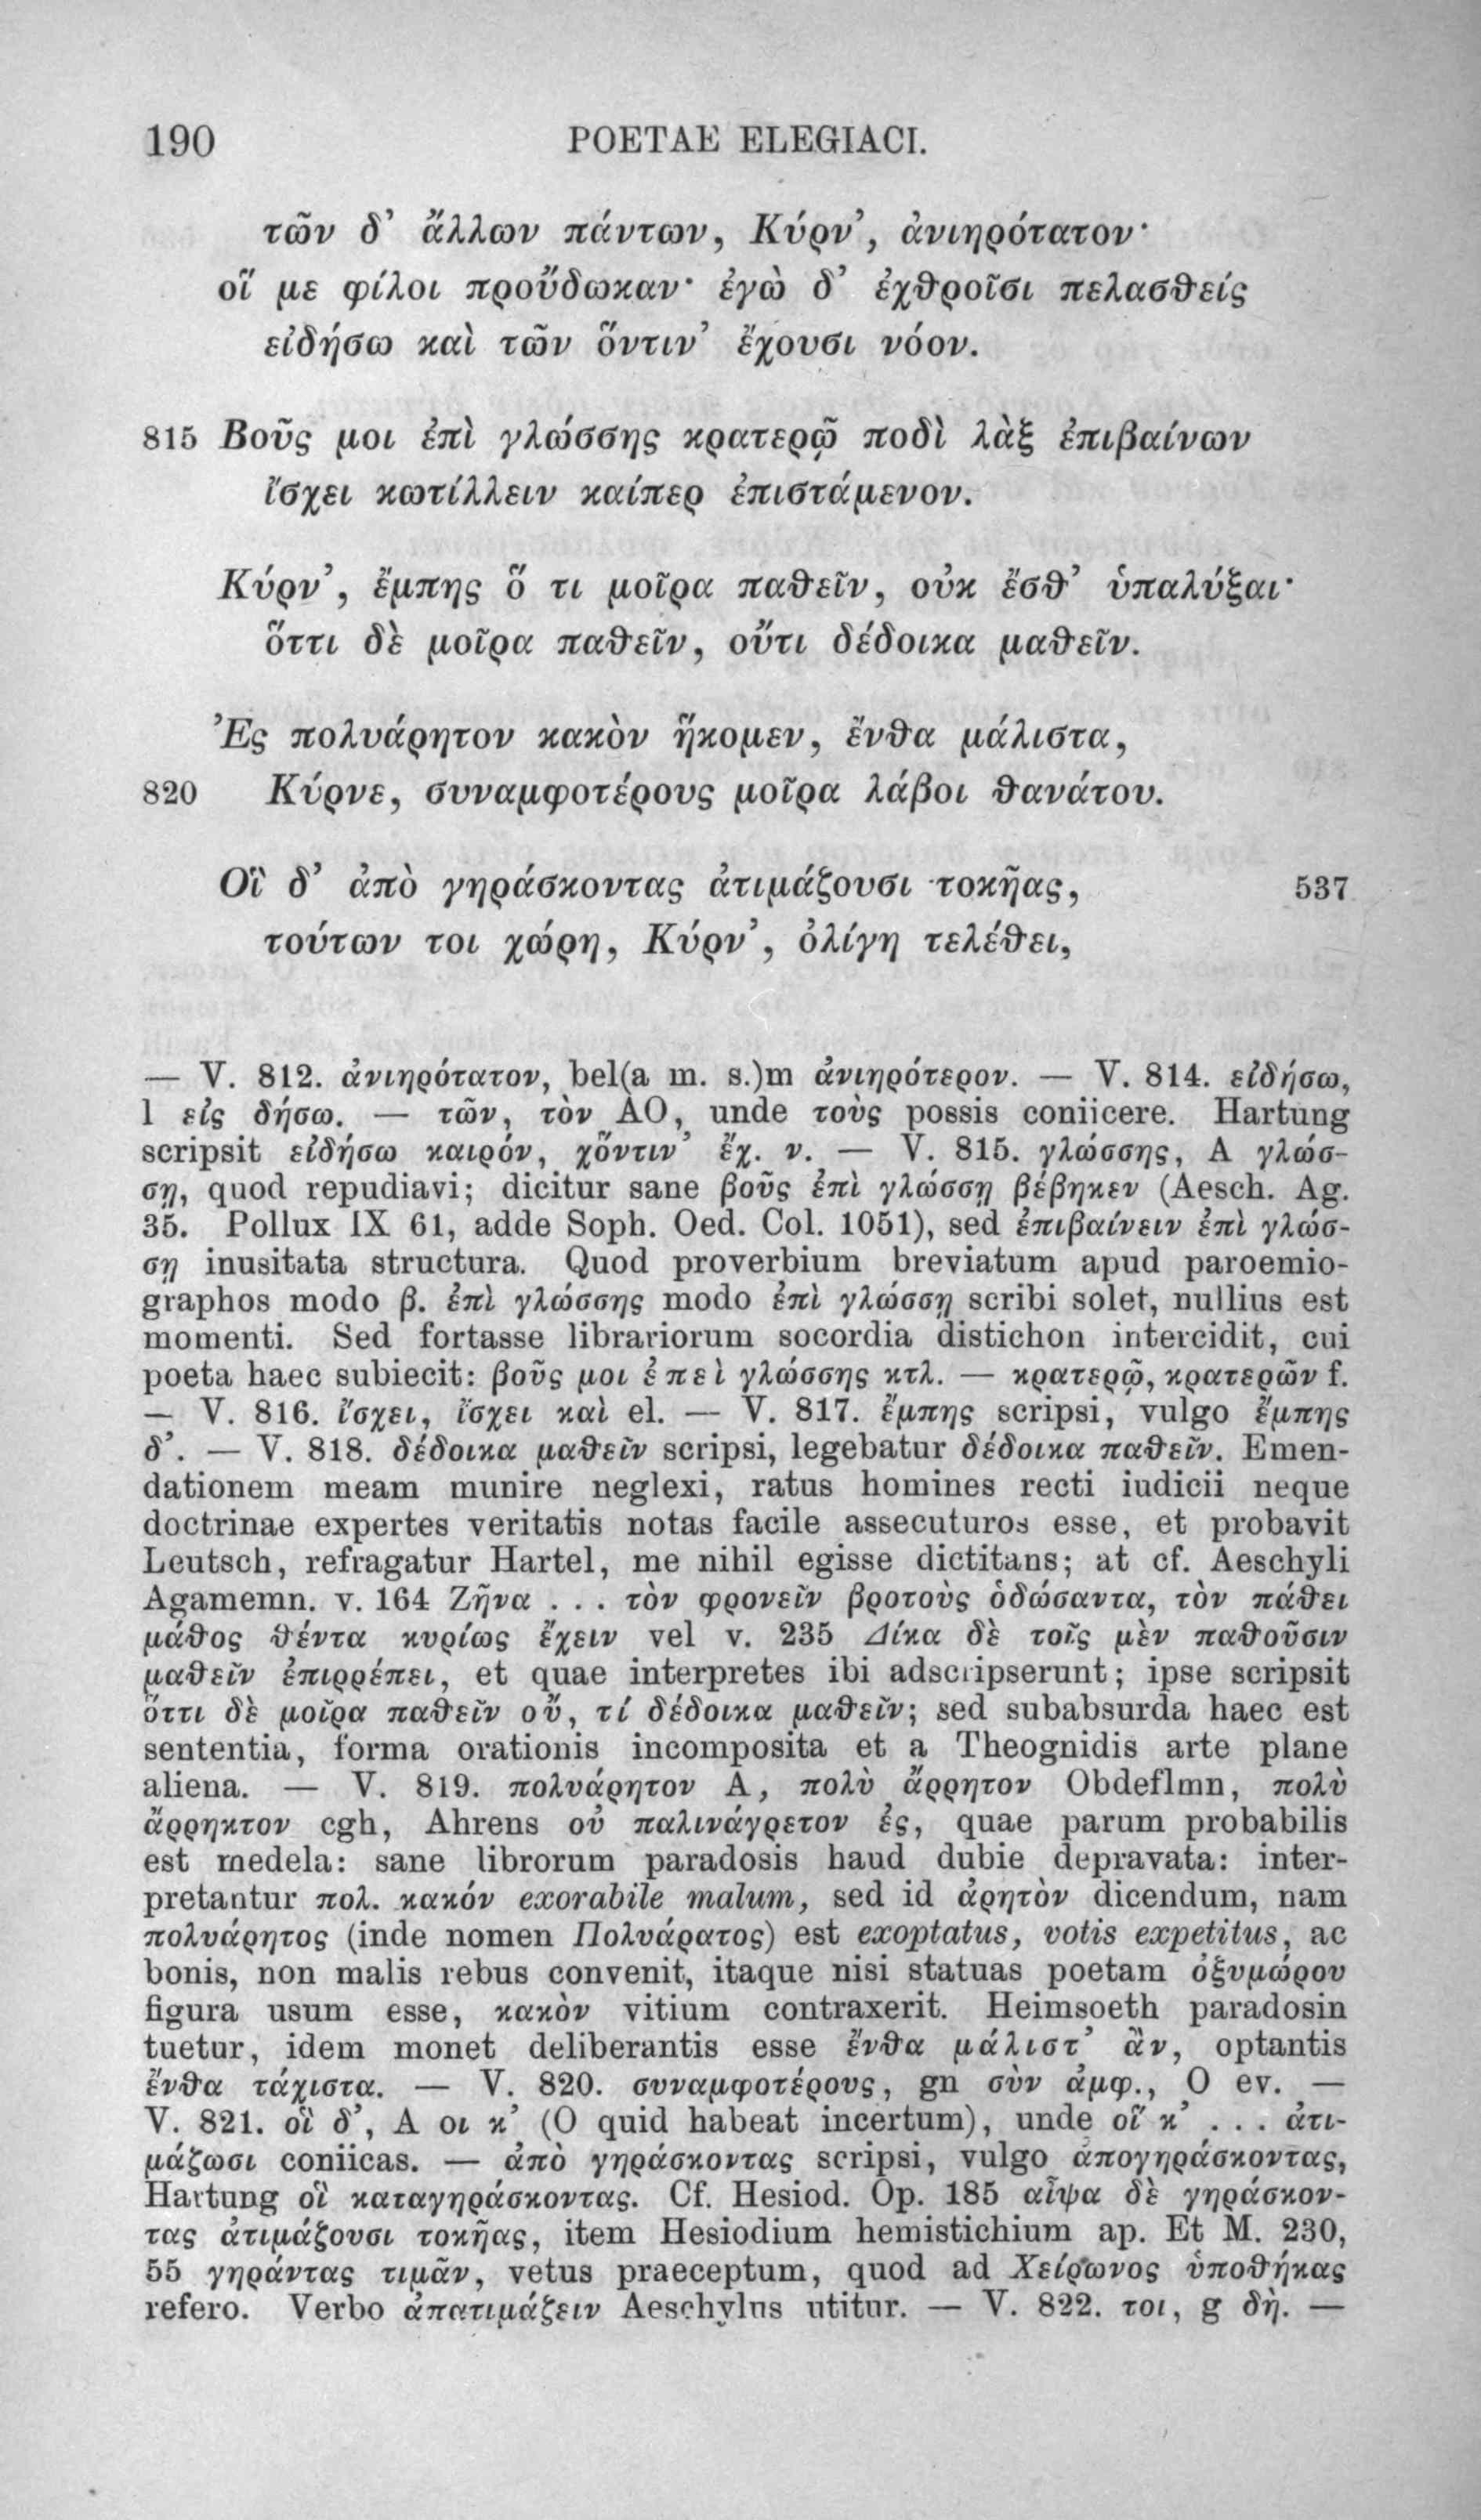 190 POETAE ELEGIACI.
τῶν δ’ ἄλλων πάντων, Κύρν’, ἀνιηρότατον·
οἵ με φίλοι προὔδωκαν· ἐγὼ δ’ ἐχϑροῖσι πελασϑείς
εἰδήσω καὶ τῶν ὅντιν’ ἔχουσι νόον.
815 Βοῦς μοι ἐπὶ γλώσσης κρατερῷ ποδὶ λὰξ ἐπιβαίνων
ἴσχει κωτίλλειν καίπερ ἐπιστάμενον.
Κύρν’, ἔμπης ὅ τι μοῖρα παϑεῖν, οὐκ ἔσϑ’ ὑπαλύξαι·
ὅττι δὲ μοῖρα παϑεῖν, οὔτι δέδοικα μαϑεῖν.
Ἐς πολυάρητον κακὸν ἥκομεν, ἔνϑα μάλιστα,
820 Κύρνε, συναμφοτέρους μοῖρα λάβοι ϑανάτου.
Οἳ δ’ ἀπὸ γηράσκοντας ἀτιμάζουσι τοκῆας, 537
τούτων τοι χώρη, Κύρν’, ὀλίγη τελέϑει,
— V. 812. ἀνιηρότατον, bel(a m. s.)m ἀνιηρότερον. — V. 814. εἰδήσω,
l εἰς δήσω. — τῶν, τὸν AO, unde τοὺς possis coniicere. Hartung
scripsit εἰδήσω καιρόν, χὄντιν’ ἔχ. ν. — V. 815. γλώσσης, A γλώσ-
σῃ, quod repudiavi; dicitur sane βοῦς ἐπὶ γλώσσῃ βέβηκεν (Aesch. Ag.
35. Pollux IX 61, adde Soph. Oed. Col. 1051), sed ἐπιβαίνειν ἐπὶ γλώσ-
σῃ inusitata structura. Quod proverbium breviatum apud paroemio-
graphos modo β. ἐπὶ γλώσσης modo ἐπὶ γλώσσῃ scribi solet, nullius est
momenti. Sed fortasse librariorum socordia distichon intercidit, cui
poeta haec subiecit: βοῦς μοι ἐπεὶ γλώσσης κτλ. — κρατερῷ, κρατερῶν f.
— V. 816. ἴσχει, ἴσχει καὶ el. — V. 817. ἔμπης scripsi, vulgo ἔμπης
δ’. — V. 818. δέδοικα μαϑεῖν scripsi, legebatur δέδοικα παϑεῖν. Emen-
dationem meam munire neglexi, ratus homines recti iudicii neque
doctrinae expertes veritatis notas facile assecuturos esse, et probavit
Leutsch, refragatur Hartel, me nihil egisse dictitans; at cf. Aeschyli
Agamemn. v. 164 Ζῆνα . . . τὸν φρονεῖν βροτοὺς ὁδώσαντα, τὸν πάϑει
μάϑος ϑέντα κυρίως ἔχειν vel v. 235 Δίκα δὲ τοῖς μὲν παϑοῦσιν
μαϑεῖν ἐπιρρέπει, et quae interpretes ibi adscripserunt; ipse scripsit
ὅττι δὲ μοῖρα παϑεῖν οὔ, τί δέδοικα μαϑεῖν; sed subabsurda haec est
sententia, forma orationis incomposita et a Theognidis arte plane
aliena. — V. 819. πολυάρητον A, πολὺ ἄρρητον Obdeflmn, πολὺ
ἄρρηκτον cgh, Ahrens οὐ παλινάγρετον ἐς, quae parum probabilis
est medela: sane librorum paradosis haud dubie depravata: inter-
pretantur πολ. κακόν exorabile malum, sed id ἀρητὸν dicendum, nam
πολυάρητος (inde nomen Πολυάρατος) est exoptatus, votis expetitus, ac
bonis, non malis rebus convenit, itaque nisi statuas poetam ὀξυμώρου
figura usum esse, κακὸν vitium contraxerit. Heimsoeth paradosin
tuetur, idem monet deliberantis esse ἔνϑα μάλιστ’ ἂν, optantis
ἔνϑα τάχιστα. — V. 820. συναμφοτέρους, gn σὺν ἀμφ., O ev. —
V. 821. οἳ δ’, A οι κ’ (O quid habeat incertum), unde οἵ κ’ . . . ἀτι-
μάζωσι coniicas. — ἀπὸ γηράσκοντας scripsi, vulgo ἀπογηράσκοντας,
Hartung οἳ καταγηράσκοντας. Cf. Hesiod. Op. 185 αἶψα δὲ γηράσκον-
τας ἀτιμάζουσι τοκῆας, item Hesiodium hemistichium ap. Et M. 230,
55 γηράντας τιμᾶν, vetus praeceptum, quod ad Χείρωνος ὑποϑήκας
refero. Verbo ἀπατιμάζειν Aeschylus utitur. — V. 822. τοι, g δὴ. —